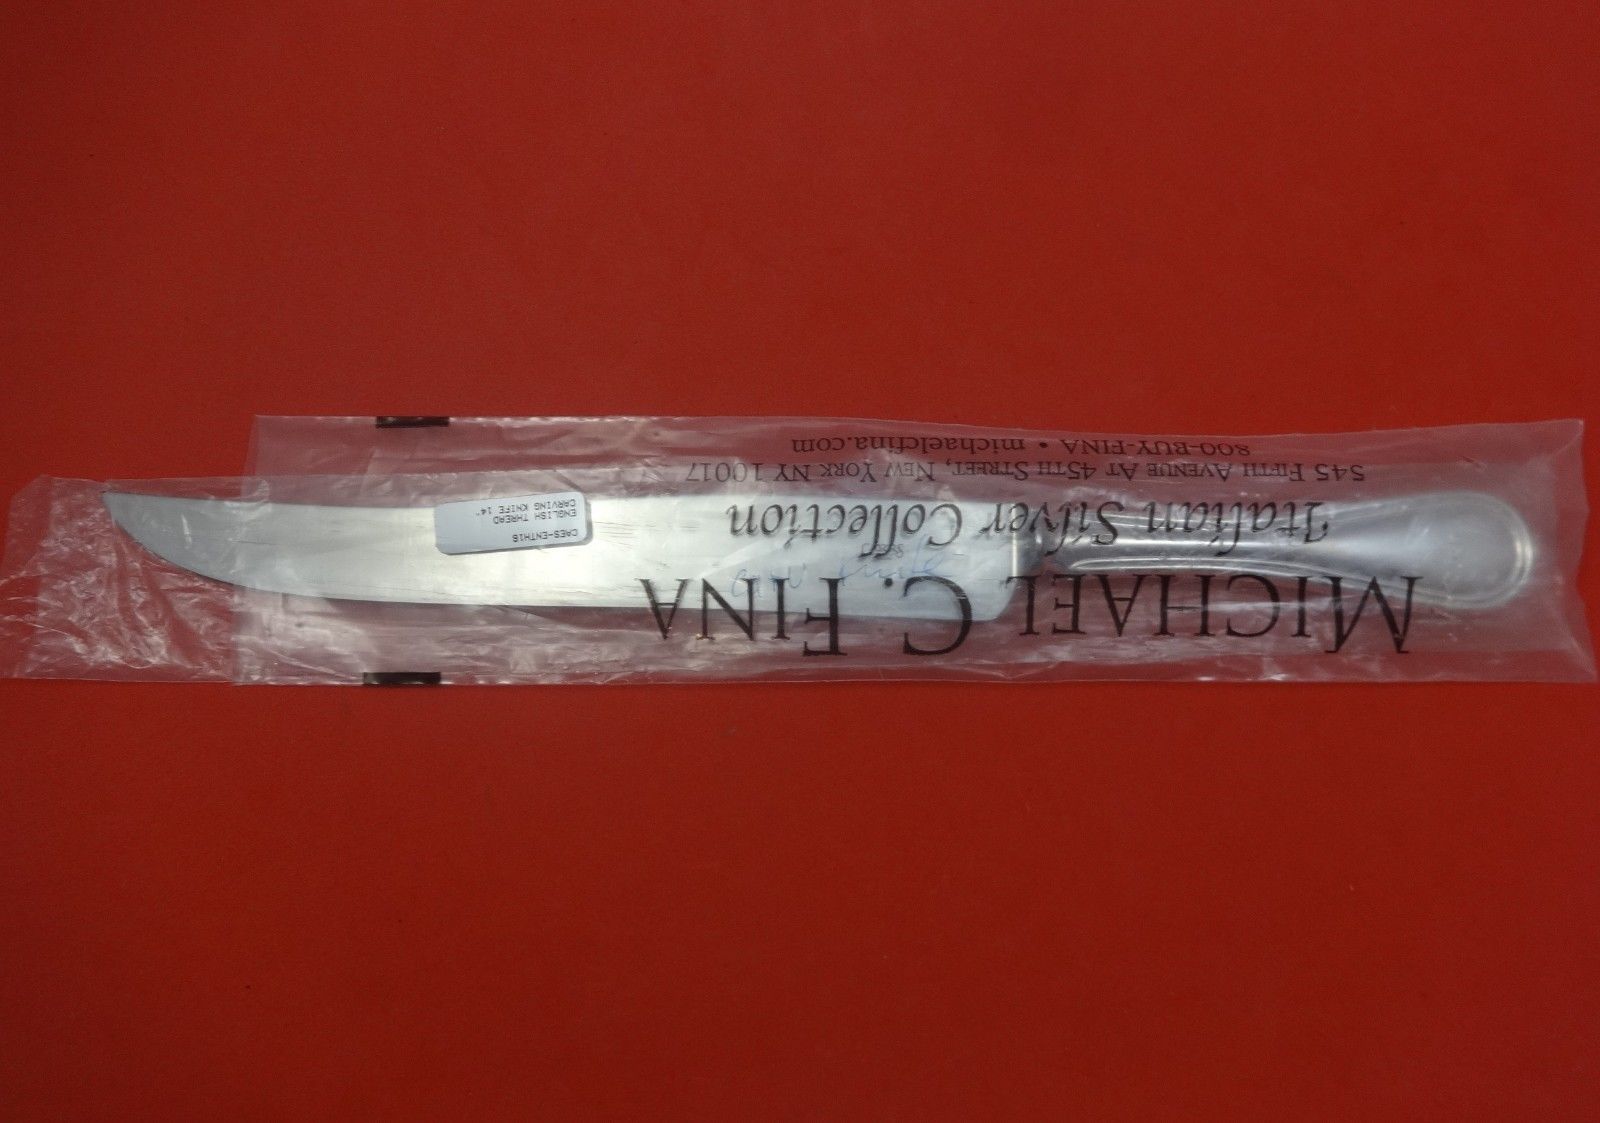 MICHAEL C. FINA
Italian Silver Collection
545 FIFTH AVENUE AT 45TH STREET, NEW YORK NY 10017
800-BUY-FINA • michaelcfina.com
CAES-ENTH18
ENGLISH THREAD
CARVING KNIFE 14"